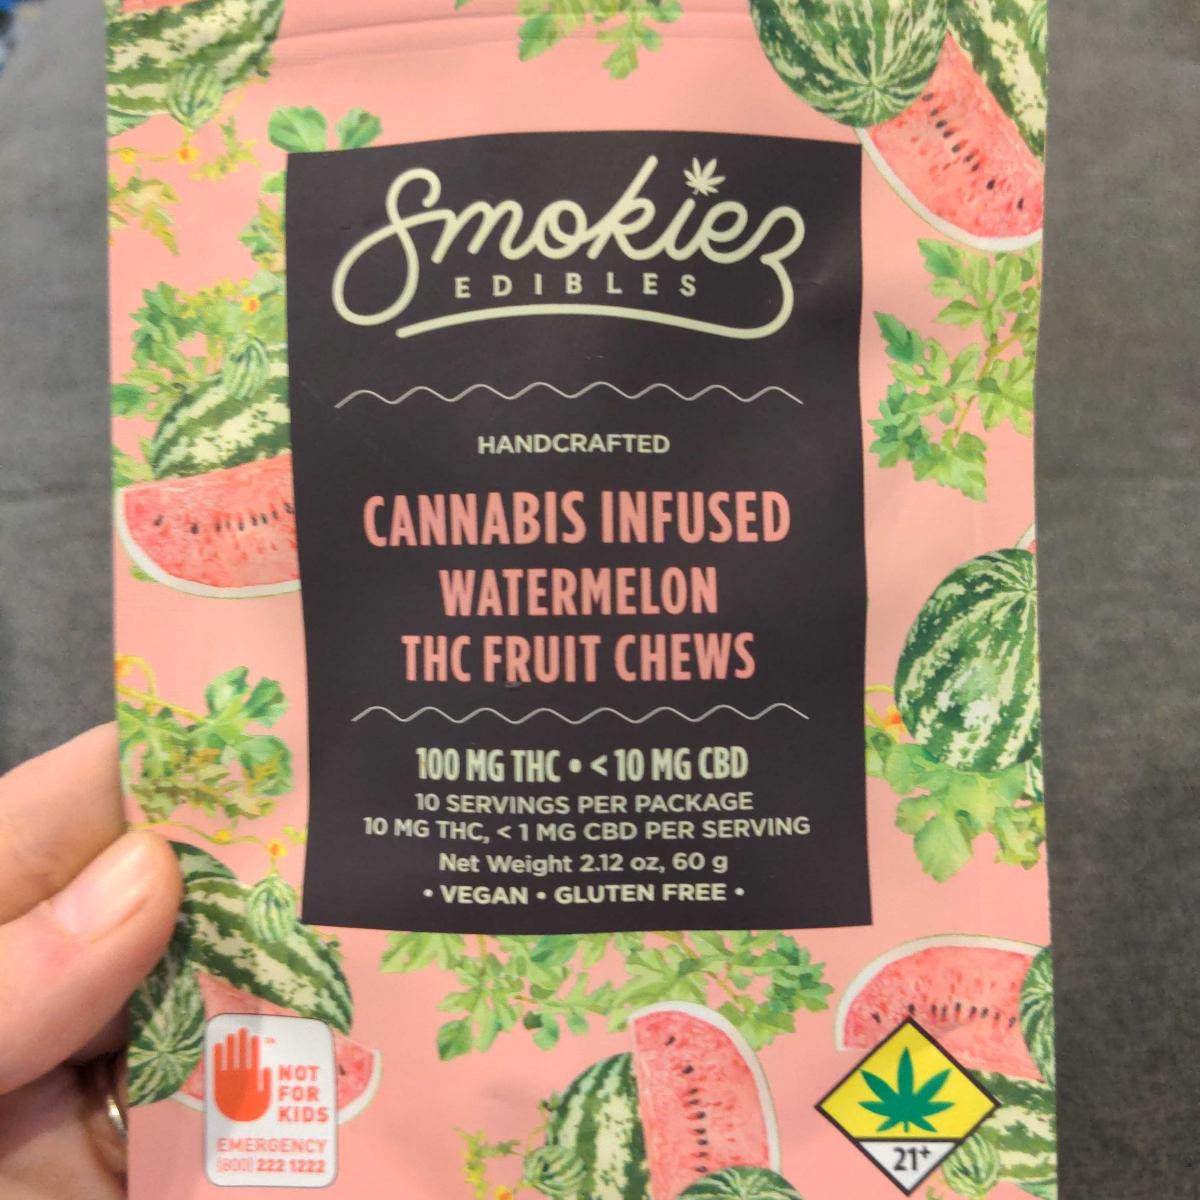 Smokiez
EDIBLES
HANDCRAFTED
CANNABIS INFUSED
WATERMELON
THC FRUIT CHEWS
100 MG THC • < 10 MG CBD
10 SERVINGS PER PACKAGE
10 MG THC, < 1 MG CBD PER SERVING
Net Weight 2.12 oz, 60 g
• VEGAN • GLUTEN FREE •
NOT
FOR
KIDS
EMERGENCY
(800) 222 1222
21+